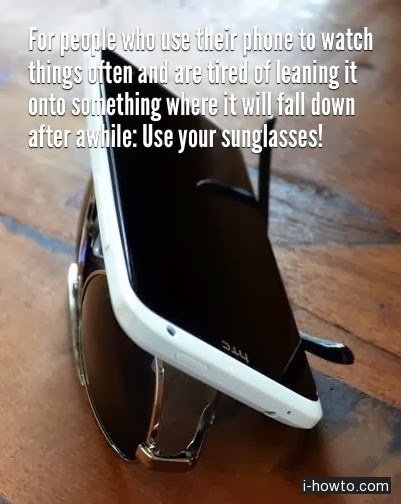 For people who use their phone to watch
things often and are tired of leaning it
onto something where it will fall down
after awhile: Use your sunglasses!
htc
i-howto.com